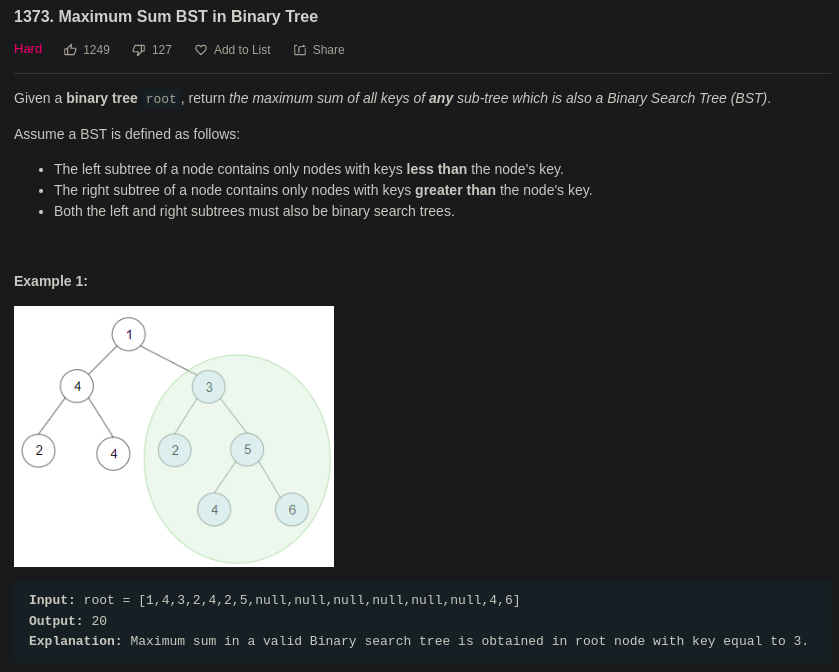 1373. Maximum Sum BST in Binary Tree
Hard 1249 127 Add to List Share
Given a binary tree root, return the maximum sum of all keys of any sub-tree which is also a Binary Search Tree (BST).
Assume a BST is defined as follows:
• The left subtree of a node contains only nodes with keys less than the node's key.
• The right subtree of a node contains only nodes with keys greater than the node's key.
• Both the left and right subtrees must also be binary search trees.
Example 1:
1
4 3
2 4 2 5
4 6
Input: root = [1,4,3,2,4,2,5,null,null,null,null,null,null,4,6]
Output: 20
Explanation: Maximum sum in a valid Binary search tree is obtained in root node with key equal to 3.